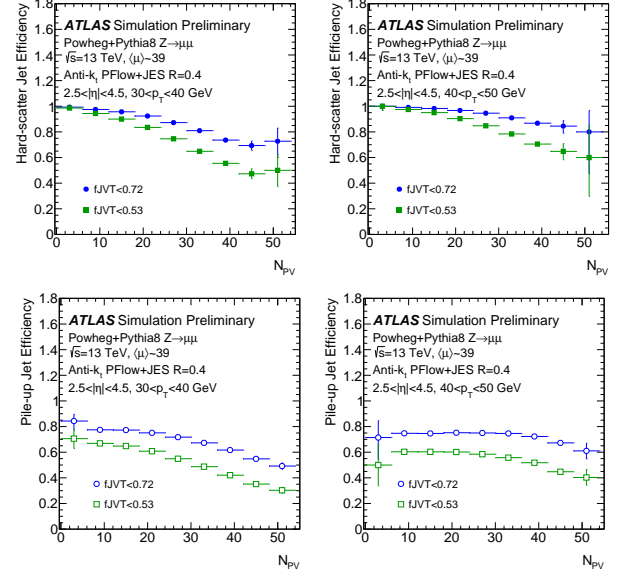 Hard-scatter Jet Efficiency
1.8
1.6
1.4
1.2
1
0.8
0.6
0.4
0.2
0
ATLAS Simulation Preliminary
Powheg+Pythia8 Z→μμ
√s=13 TeV, ⟨μ⟩~39
Anti-kt PFlow+JES R=0.4
2.5<|η|<4.5, 30<pT<40 GeV
fJVT<0.72
fJVT<0.53
0 10 20 30 40 50
NPV
Hard-scatter Jet Efficiency
1.8
1.6
1.4
1.2
1
0.8
0.6
0.4
0.2
0
ATLAS Simulation Preliminary
Powheg+Pythia8 Z→μμ
√s=13 TeV, ⟨μ⟩~39
Anti-kt PFlow+JES R=0.4
2.5<|η|<4.5, 40<pT<50 GeV
fJVT<0.72
fJVT<0.53
0 10 20 30 40 50
NPV
Pile-up Jet Efficiency
1.8
1.6
1.4
1.2
1
0.8
0.6
0.4
0.2
0
ATLAS Simulation Preliminary
Powheg+Pythia8 Z→μμ
√s=13 TeV, ⟨μ⟩~39
Anti-kt PFlow+JES R=0.4
2.5<|η|<4.5, 30<pT<40 GeV
fJVT<0.72
fJVT<0.53
0 10 20 30 40 50
NPV
Pile-up Jet Efficiency
1.8
1.6
1.4
1.2
1
0.8
0.6
0.4
0.2
0
ATLAS Simulation Preliminary
Powheg+Pythia8 Z→μμ
√s=13 TeV, ⟨μ⟩~39
Anti-kt PFlow+JES R=0.4
2.5<|η|<4.5, 40<pT<50 GeV
fJVT<0.72
fJVT<0.53
0 10 20 30 40 50
NPV